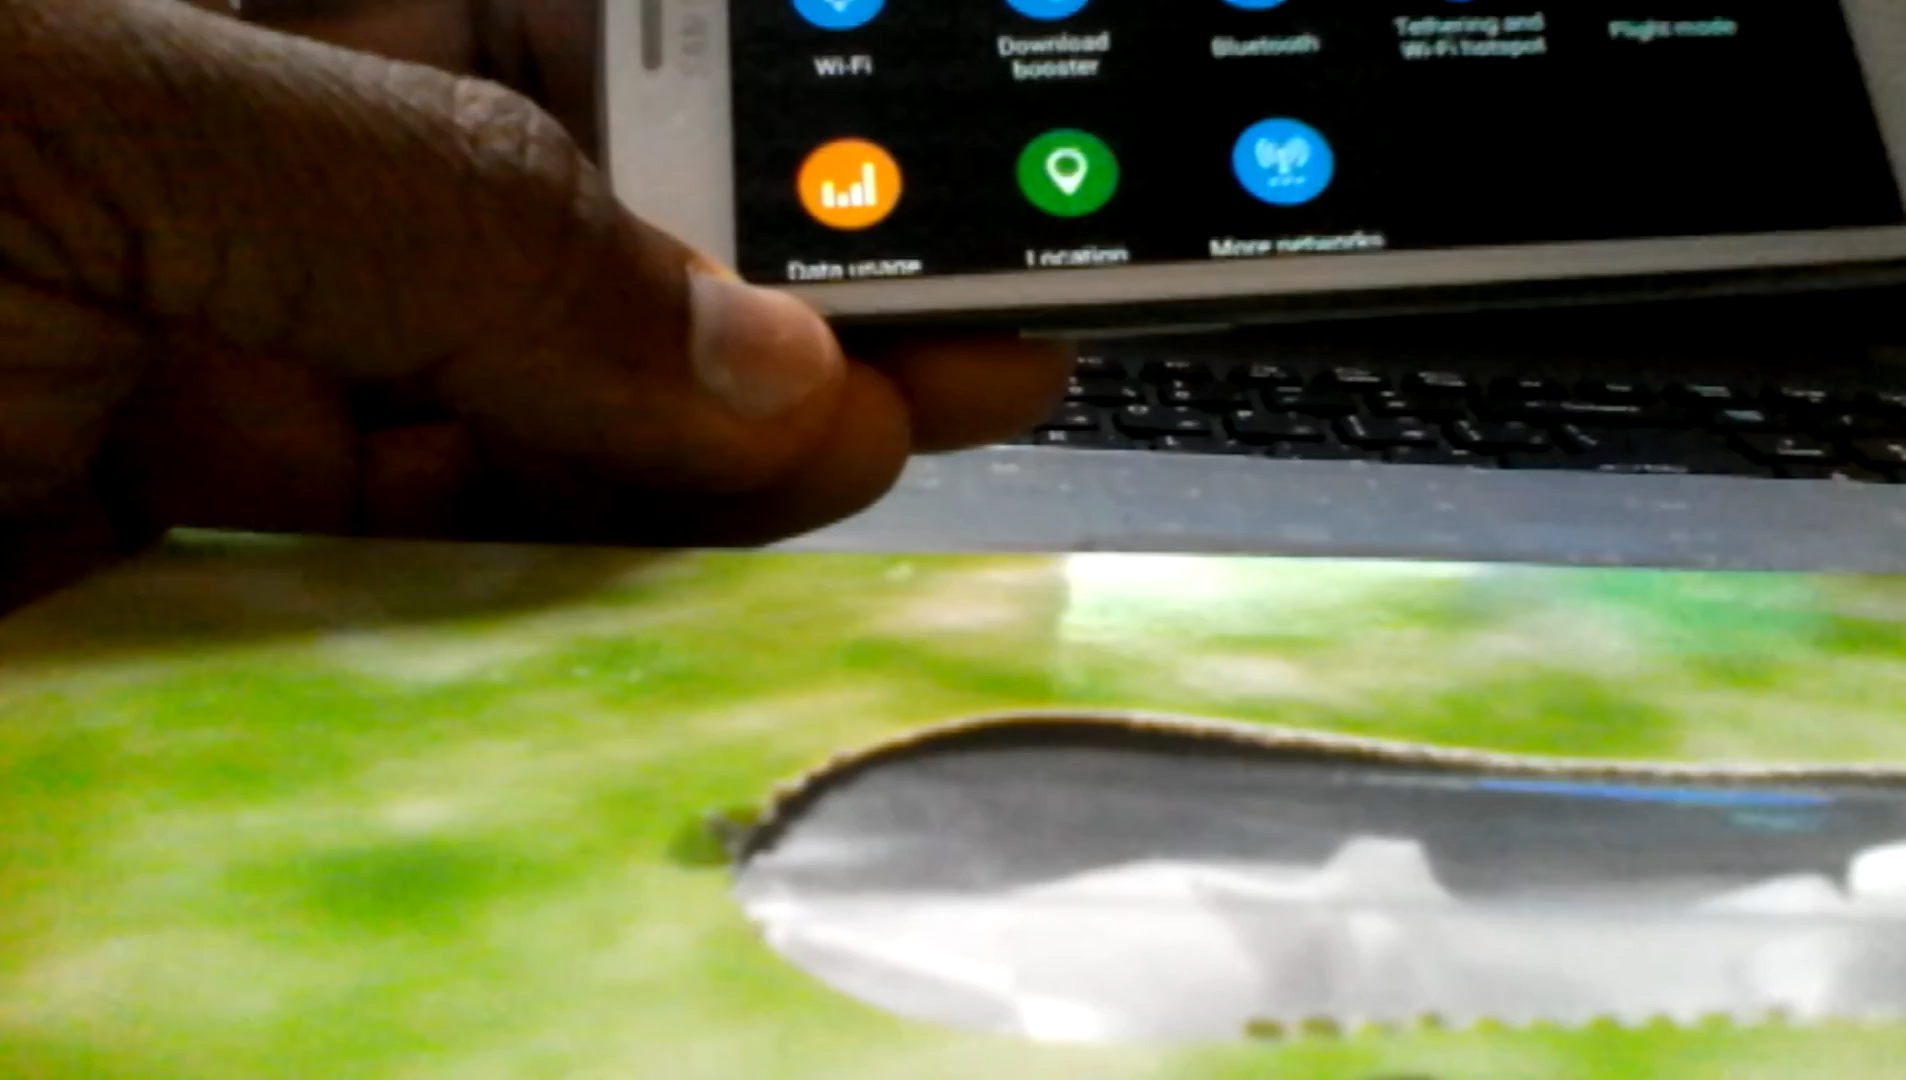 Wi-Fi
Download
booster
Bluetooth
Tethering and
Wi-Fi hotspot
Flight mode
Data usage
Location
More networks